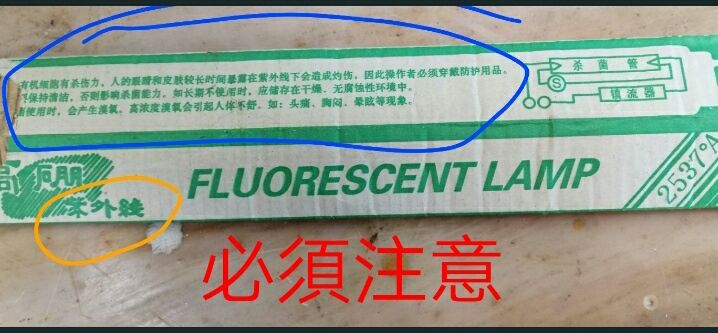 有机细胞有杀伤力，人的眼睛和皮肤较长时间暴露在紫外线下会造成灼伤，因此操作者必须穿戴防护用品。
保持清洁，否则影响杀菌能力。如长期不使用时，应储存在干燥、无腐蚀性环境中。
使用时，会产生溴氧。高浓度溴氧会引起人体不舒。如：头痛、胸闷、晕眩等现象。
杀菌管
S
镇流器
高朋
紫外线
FLUORESCENT LAMP
2537°A
必須注意